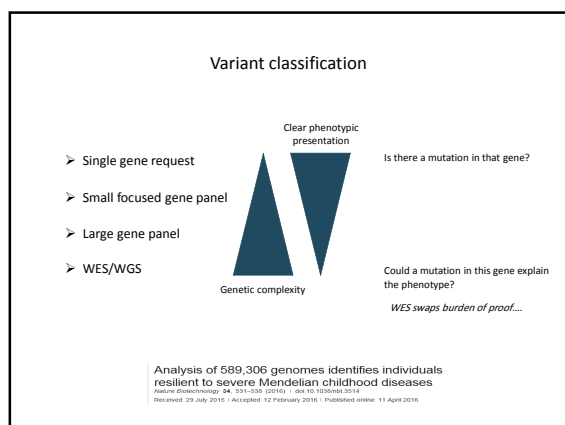 Variant classification
Clear phenotypic
presentation
➢ Single gene request
➢ Small focused gene panel
➢ Large gene panel
➢ WES/WGS
Genetic complexity
Is there a mutation in that gene?
Could a mutation in this gene explain
the phenotype?
WES swaps burden of proof....
Analysis of 589,306 genomes identifies individuals
resilient to severe Mendelian childhood diseases
Nature Biotechnology 34, 531–538 (2016) | doi:10.1038/nbt.3514
Received 29 July 2015 | Accepted 12 February 2016 | Published online 11 April 2016